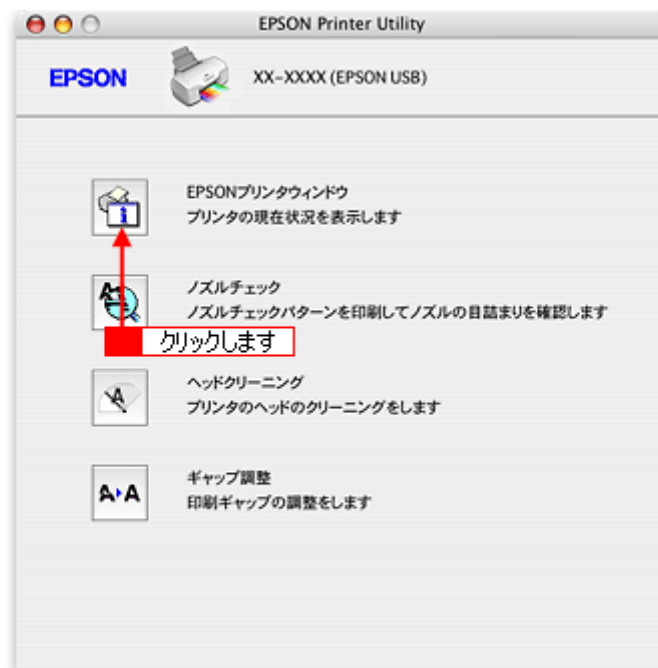 EPSON Printer Utility
EPSON
XX-XXXX (EPSON USB)
EPSONプリンタウィンドウ
プリンタの現在状況を表示します
ノズルチェック
ノズルチェックパターンを印刷してノズルの目詰まりを確認します
クリックします
ヘッドクリーニング
プリンタのヘッドのクリーニングをします
A▸A
ギャップ調整
印刷ギャップの調整をします